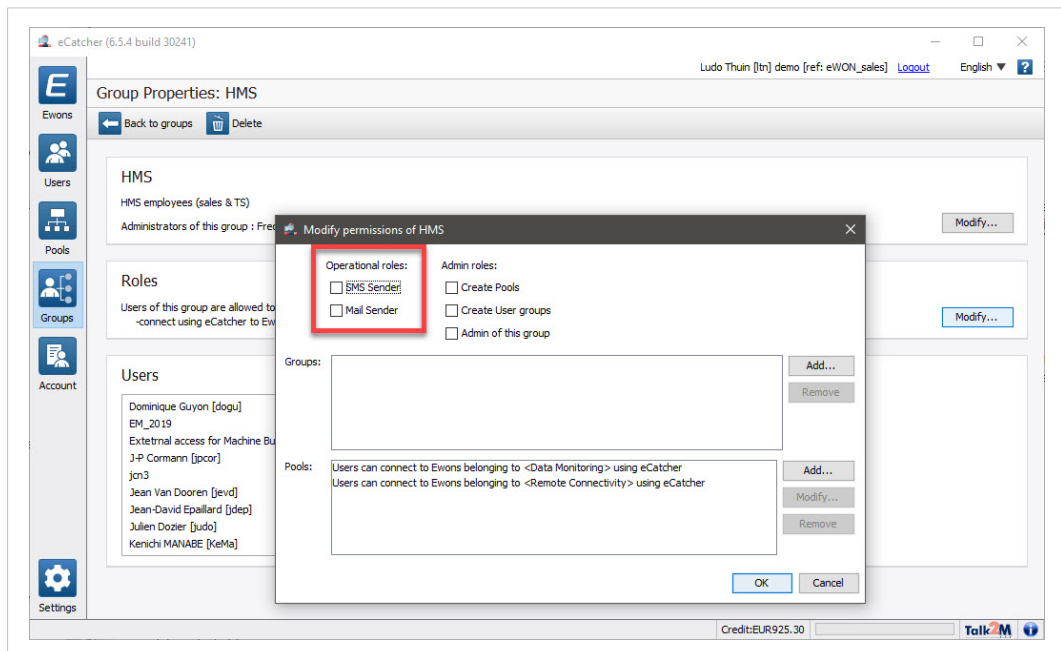 eCatcher (6.5.4 build 30241)
Ludo Thuin [ltn] demo [ref: eWON_sales] Logout English ▼ ?
E
Ewons
Users
Pools
Groups
Account
Settings
Group Properties: HMS
Back to groups Delete
HMS
HMS employees (sales & TS)
Administrators of this group : Fred
Modify...
Roles
Users of this group are allowed to
-connect using eCatcher to Ew
Modify...
Users
Dominique Guyon [dogu]
EM_2019
Extetrnal access for Machine Bu
J-P Cormann [jpcor]
jcn3
Jean Van Dooren [jevd]
Jean-David Epaillard [jdep]
Julien Dozier [judo]
Kenichi MANABE [KeMa]
Modify permissions of HMS
Operational roles: Admin roles:
SMS Sender Create Pools
Mail Sender Create User groups
Admin of this group
Groups:
Add...
Remove
Pools:
Users can connect to Ewons belonging to <Data Monitoring> using eCatcher
Users can connect to Ewons belonging to <Remote Connectivity> using eCatcher
Add...
Modify...
Remove
OK Cancel
Credit:EUR925.30 Talk2M